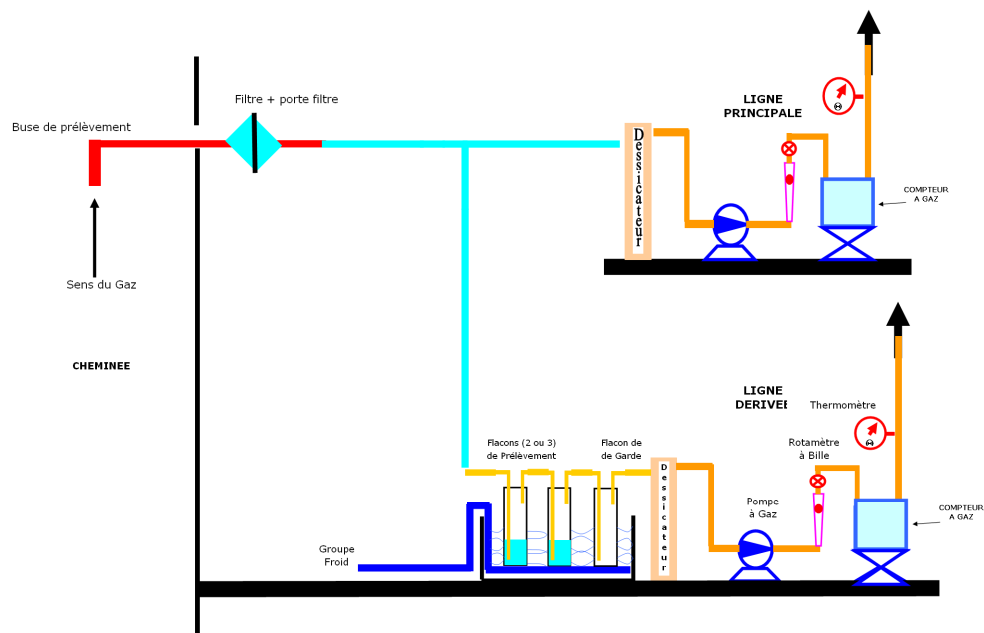 Filtre + porte filtre
Buse de prélèvement
Sens du Gaz
CHEMINEE
LIGNE
PRINCIPALE
Dessicateur
COMPTEUR
A GAZ
LIGNE
DERIVEE
Thermomètre
Rotamètre
à Bille
Flacons (2 ou 3)
de Prélèvement
Flacon de
de Garde
Dessicateur
Pompe
à Gaz
COMPTEUR
A GAZ
Groupe
Froid